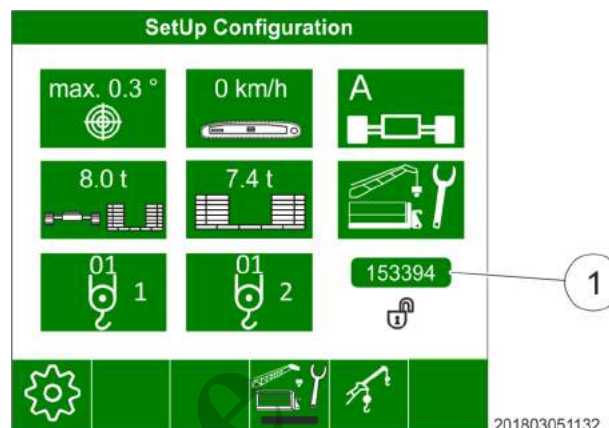 SetUp Configuration
max. 0.3 °
0 km/h
A
8.0 t
7.4 t
01
1
01
2
153394
1
201803051132